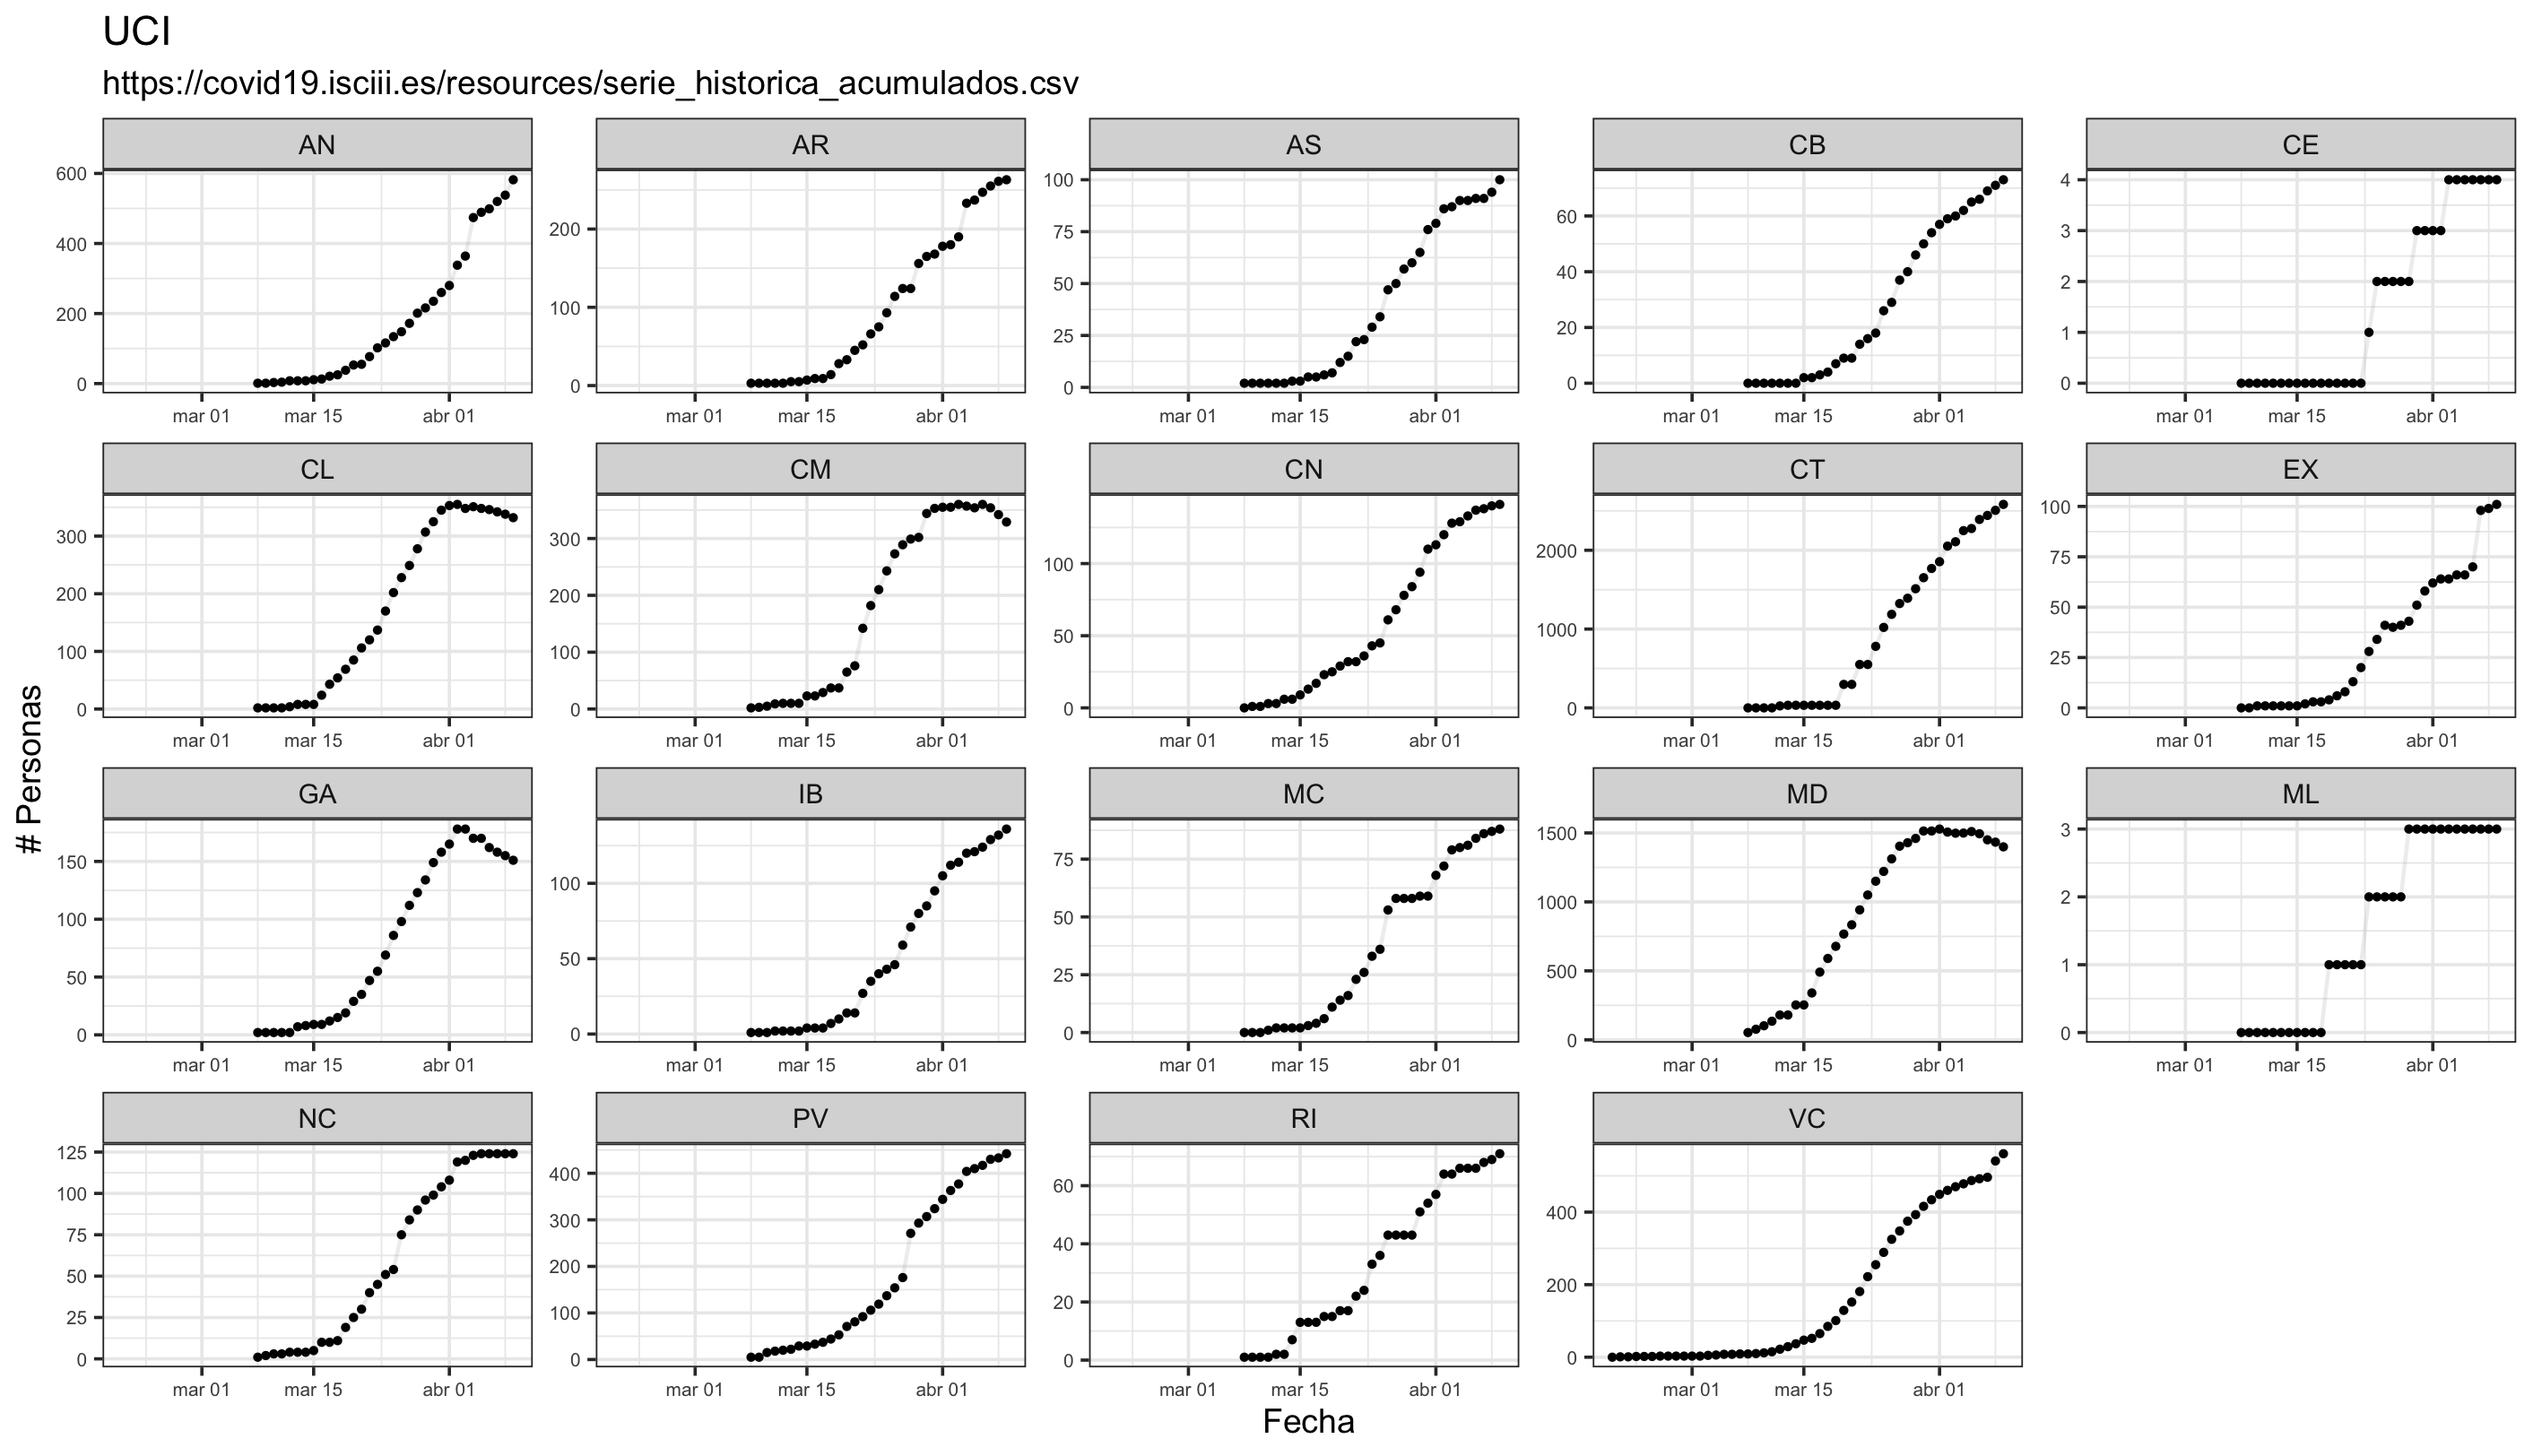 UCI
https://covid19.isciii.es/resources/serie_historica_acumulados.csv
# Personas
AN
600
400
200
0
mar 01 mar 15 abr 01
AR
200
100
0
mar 01 mar 15 abr 01
AS
100
75
50
25
0
mar 01 mar 15 abr 01
CB
60
40
20
0
mar 01 mar 15 abr 01
CE
4
3
2
1
0
mar 01 mar 15 abr 01
CL
300
200
100
0
mar 01 mar 15 abr 01
CM
300
200
100
0
mar 01 mar 15 abr 01
CN
100
50
0
mar 01 mar 15 abr 01
CT
2000
1000
0
mar 01 mar 15 abr 01
EX
100
75
50
25
0
mar 01 mar 15 abr 01
GA
150
100
50
0
mar 01 mar 15 abr 01
IB
100
50
0
mar 01 mar 15 abr 01
MC
75
50
25
0
mar 01 mar 15 abr 01
MD
1500
1000
500
0
mar 01 mar 15 abr 01
ML
3
2
1
0
mar 01 mar 15 abr 01
NC
125
100
75
50
25
0
mar 01 mar 15 abr 01
PV
400
300
200
100
0
mar 01 mar 15 abr 01
RI
60
40
20
0
mar 01 mar 15 abr 01
VC
400
200
0
mar 01 mar 15 abr 01
Fecha